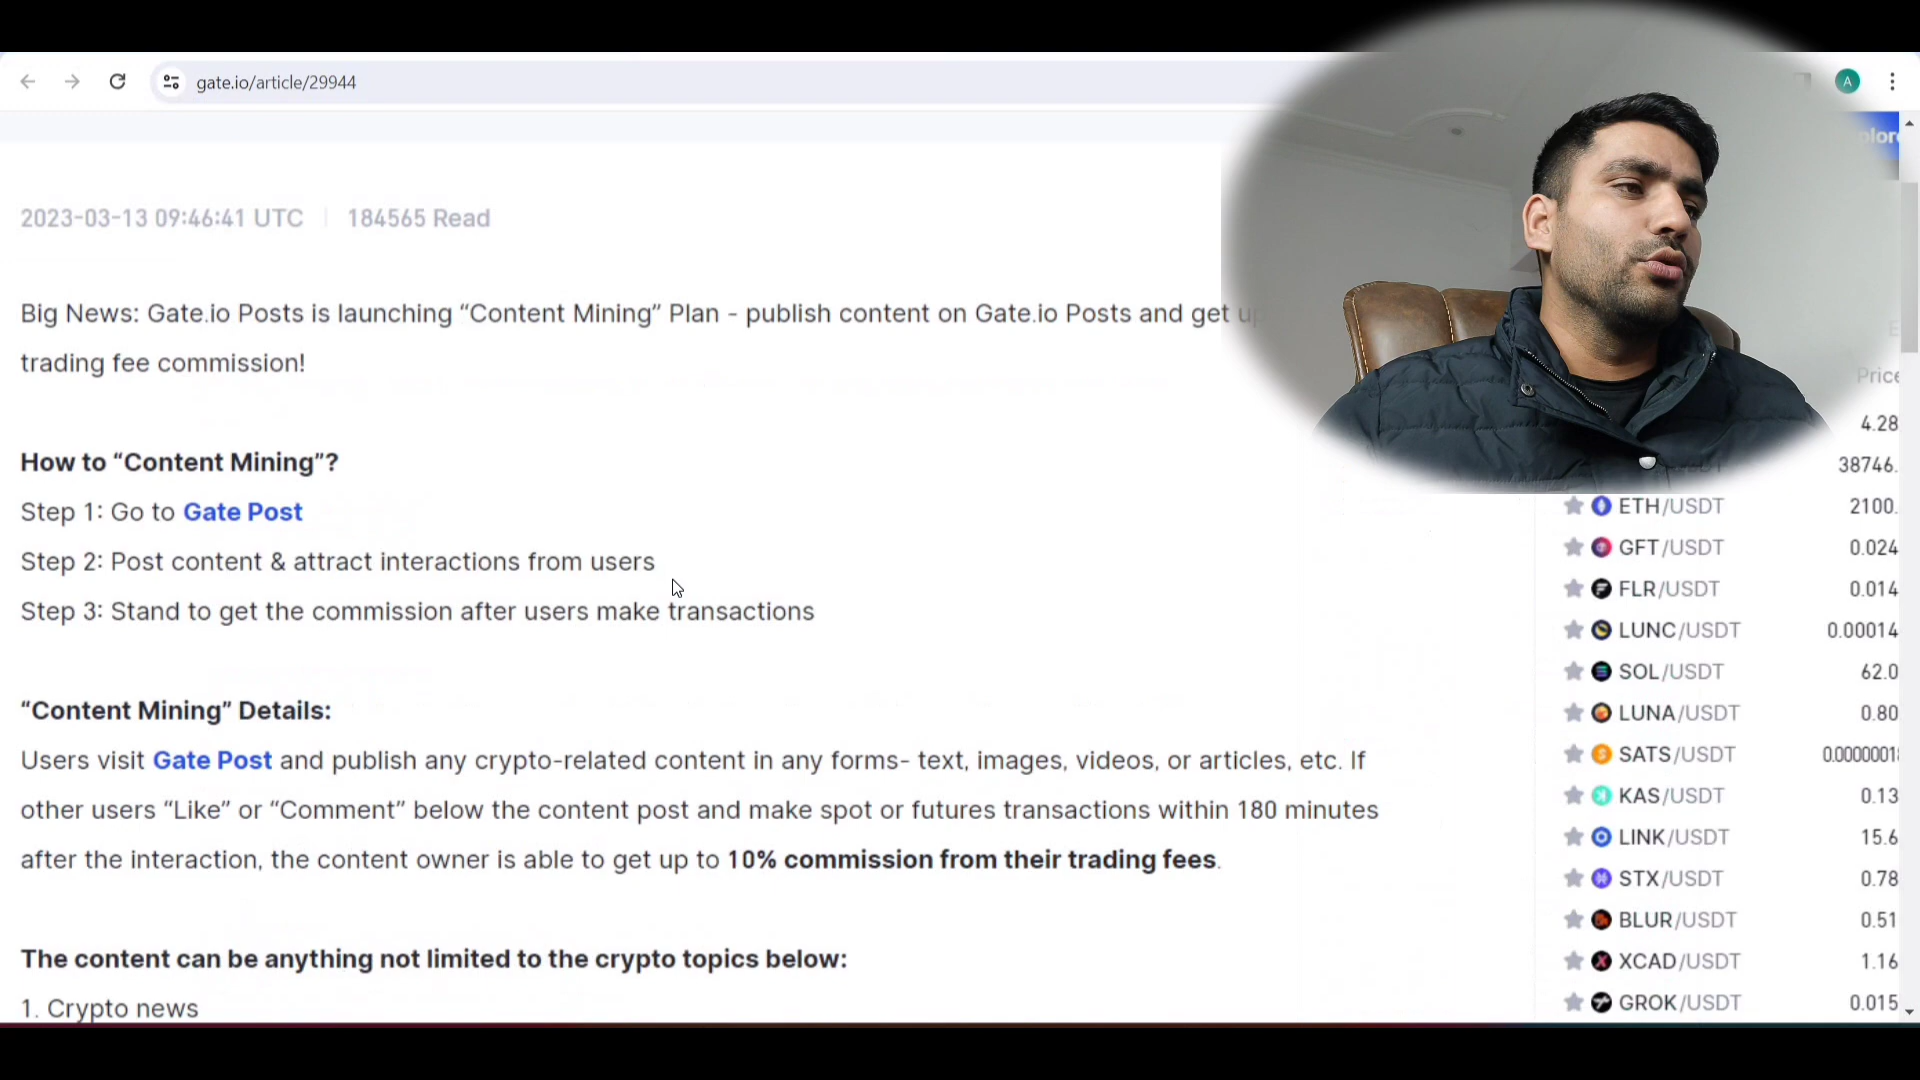 gate.io/article/29944
A
2023-03-13 09:46:41 UTC | 184565 Read
Big News: Gate.io Posts is launching “Content Mining” Plan - publish content on Gate.io Posts and get up
trading fee commission!
How to “Content Mining”?
Step 1: Go to Gate Post
Step 2: Post content & attract interactions from users
Step 3: Stand to get the commission after users make transactions
“Content Mining” Details:
Users visit Gate Post and publish any crypto-related content in any forms- text, images, videos, or articles, etc. If
other users “Like” or “Comment” below the content post and make spot or futures transactions within 180 minutes
after the interaction, the content owner is able to get up to 10% commission from their trading fees.
The content can be anything not limited to the crypto topics below:
1. Crypto news
Price
4.28
38746.
ETH/USDT 2100.
GFT/USDT 0.024
FLR/USDT 0.014
LUNC/USDT 0.00014
SOL/USDT 62.0
LUNA/USDT 0.80
SATS/USDT 0.0000001
KAS/USDT 0.13
LINK/USDT 15.6
STX/USDT 0.78
BLUR/USDT 0.51
XCAD/USDT 1.16
GROK/USDT 0.015